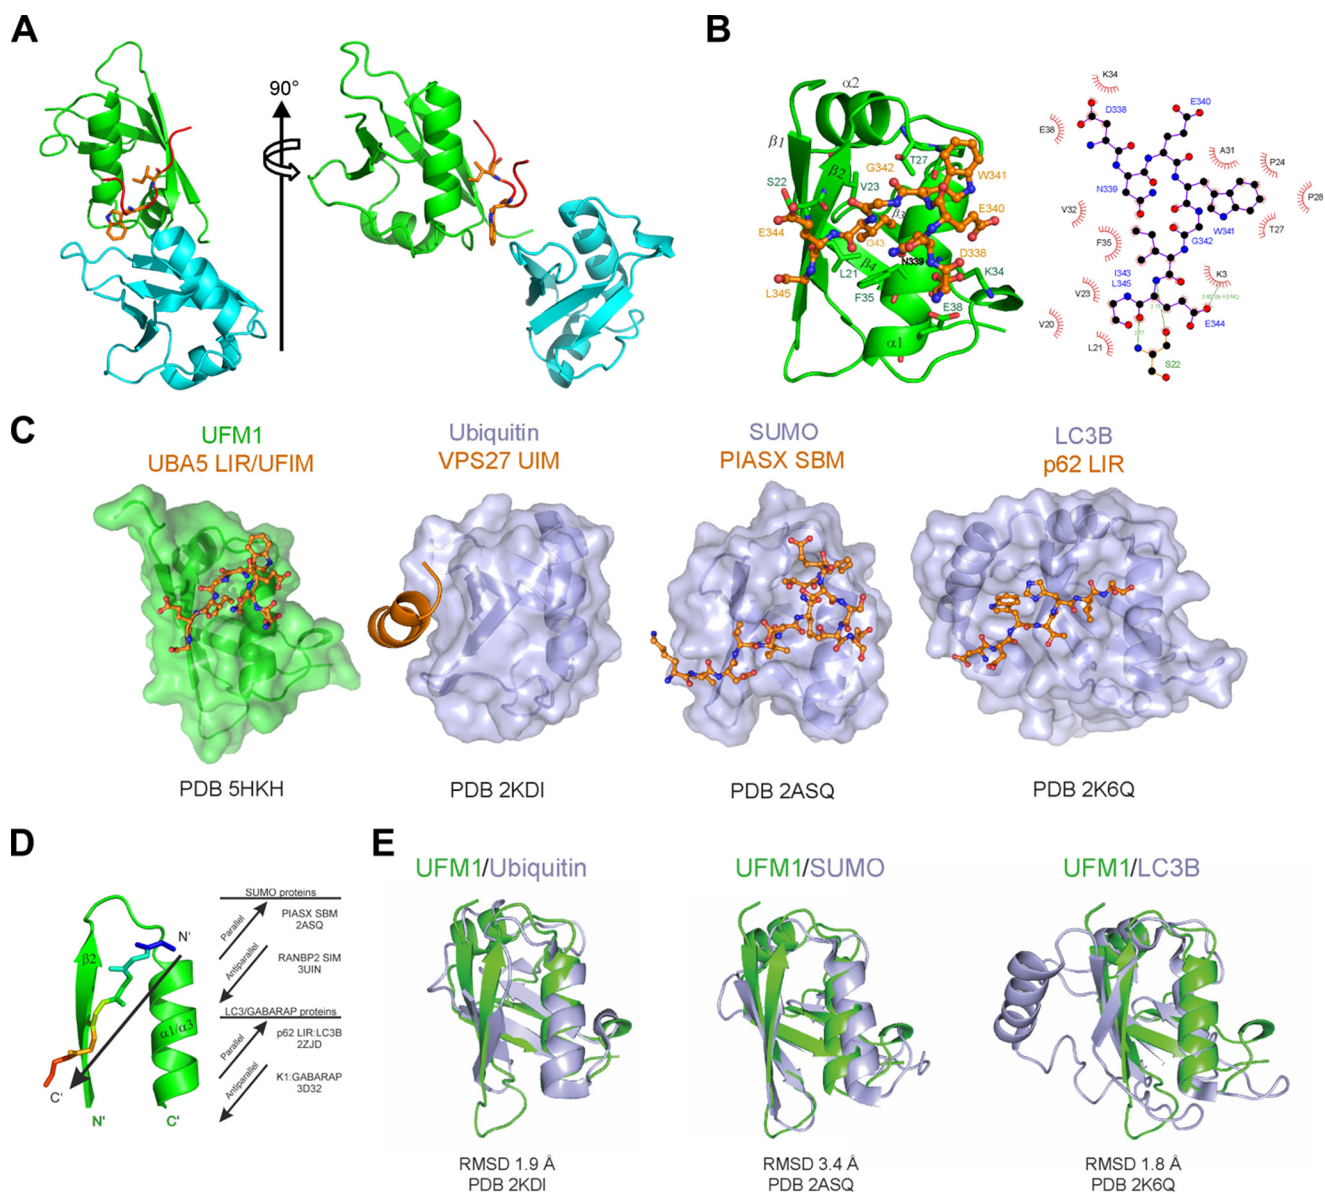 A
90°
B
α2
β1
T27
G342
W341
β2
V23
S22
β3
E340
E344
I343
D338
N339
β4
L21
K34
L345
F35
E38
α1
K34
D338
E340
E38
A31
P24
N339
P28
V32
W341
T27
G342
F35
I343
L345
K3
V23
E344
V20
L21
S22
C
UFM1
UBA5 LIR/UFIM
Ubiquitin
VPS27 UIM
SUMO
PIASX SBM
LC3B
p62 LIR
PDB 5HKH
PDB 2KDI
PDB 2ASQ
PDB 2K6Q
D
β2
N'
α1/α3
C'
N'
C'
SUMO proteins
Parallel
PIASX SBM
2ASQ
Antiparallel
RANBP2 SIM
3UIN
LC3/GABARAP proteins
Parallel
p62 LIR:LC3B
2ZJD
Antiparallel
K1:GABARAP
3D32
E
UFM1/Ubiquitin
UFM1/SUMO
UFM1/LC3B
RMSD 1.9 Å
PDB 2KDI
RMSD 3.4 Å
PDB 2ASQ
RMSD 1.8 Å
PDB 2K6Q